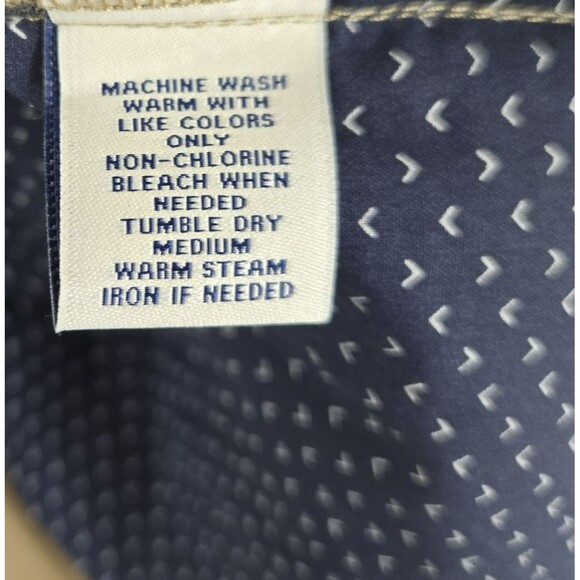 MACHINE WASH
WARM WITH
LIKE COLORS
ONLY
NON-CHLORINE
BLEACH WHEN
NEEDED
TUMBLE DRY
MEDIUM
WARM STEAM
IRON IF NEEDED